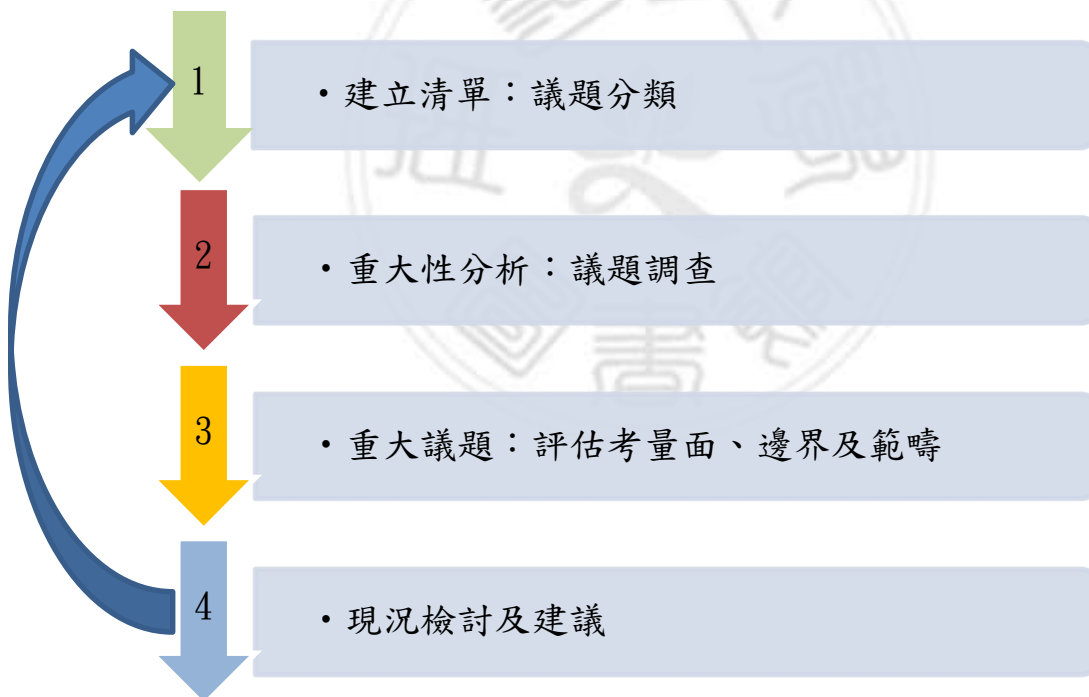 1
・建立清單：議題分類
2
・重大性分析：議題調查
3
・重大議題：評估考量面、邊界及範疇
4
・現況檢討及建議